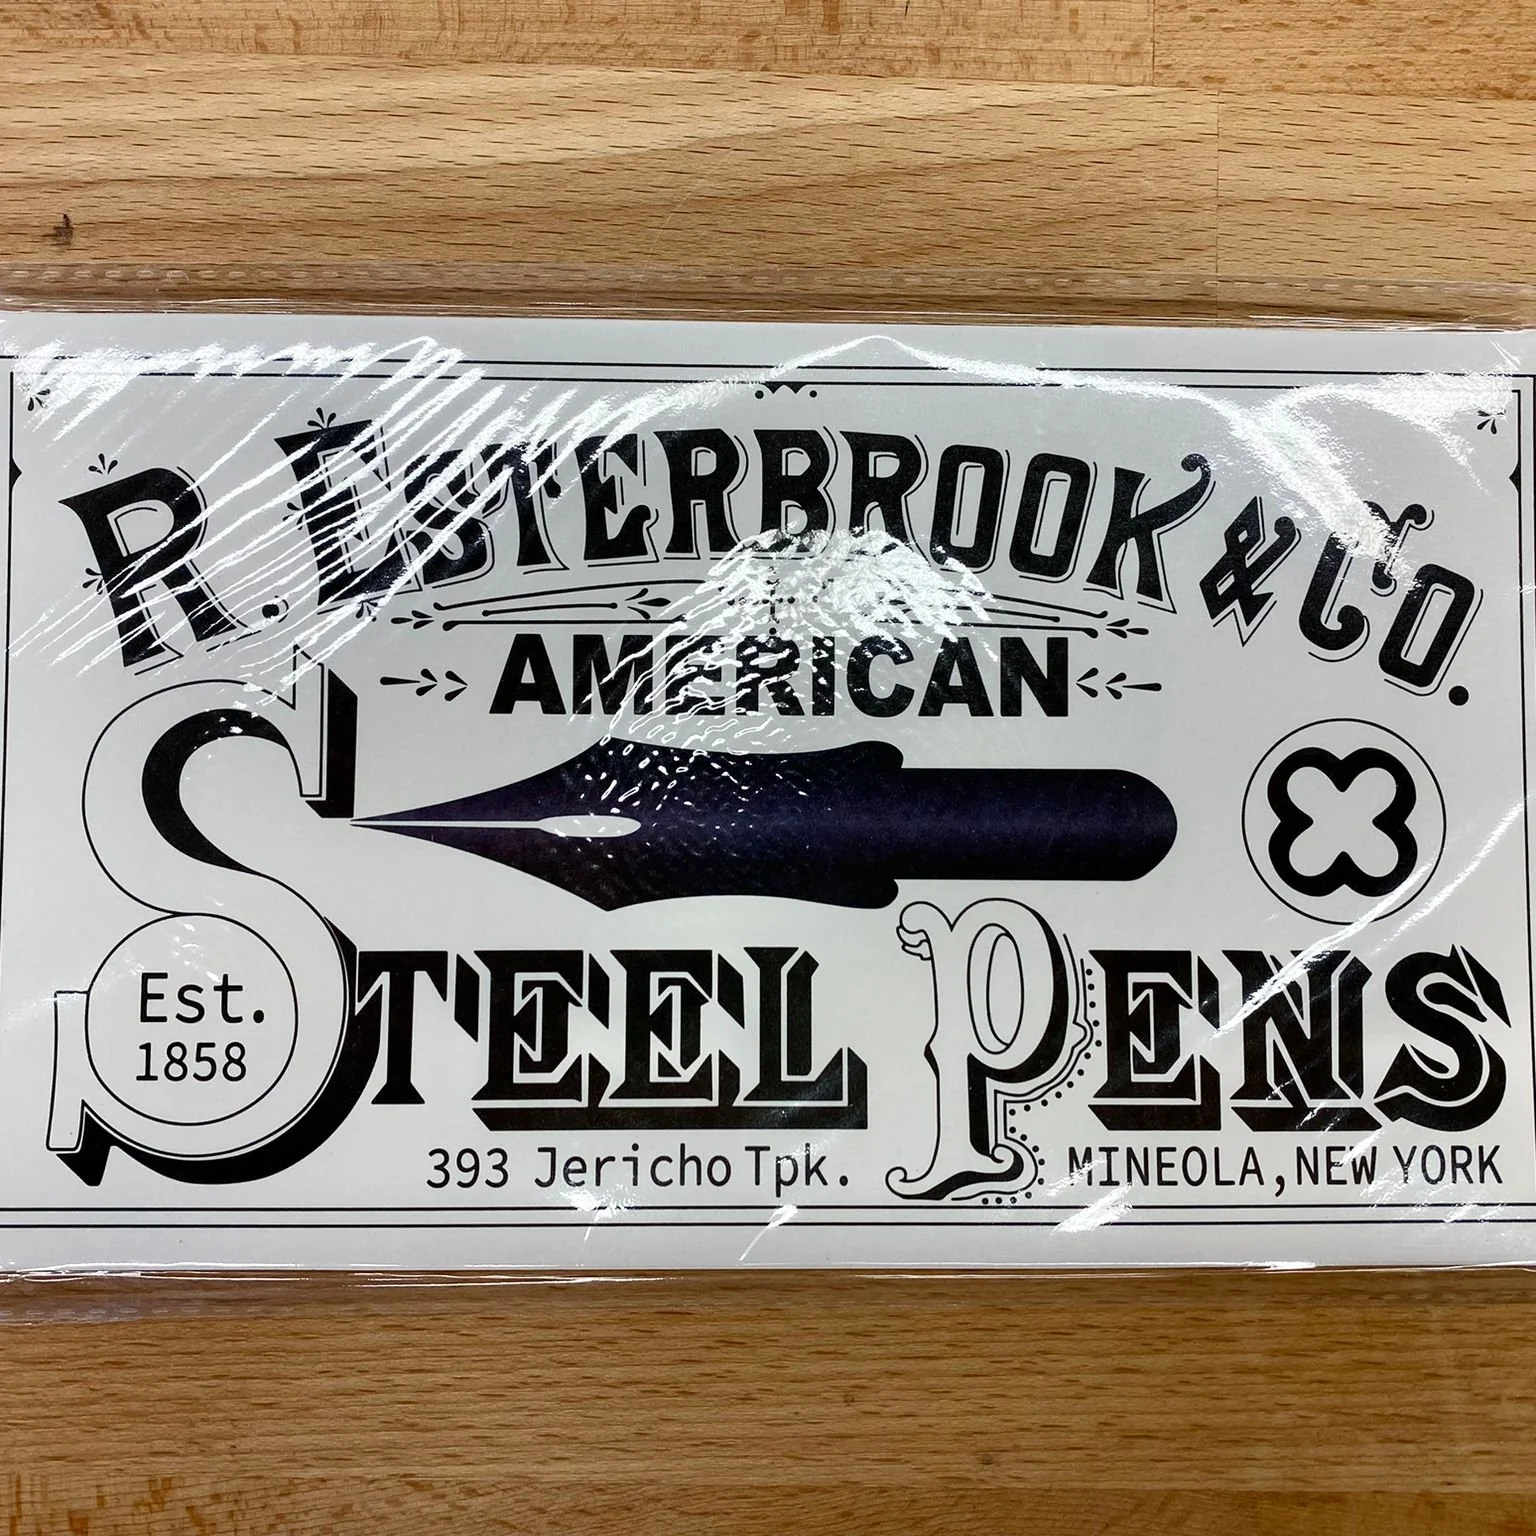 R. ESTERBROOK & CO.
AMERICAN
STEEL PENS
Est.
1858
393 Jericho Tpk. MINEOLA, NEW YORK